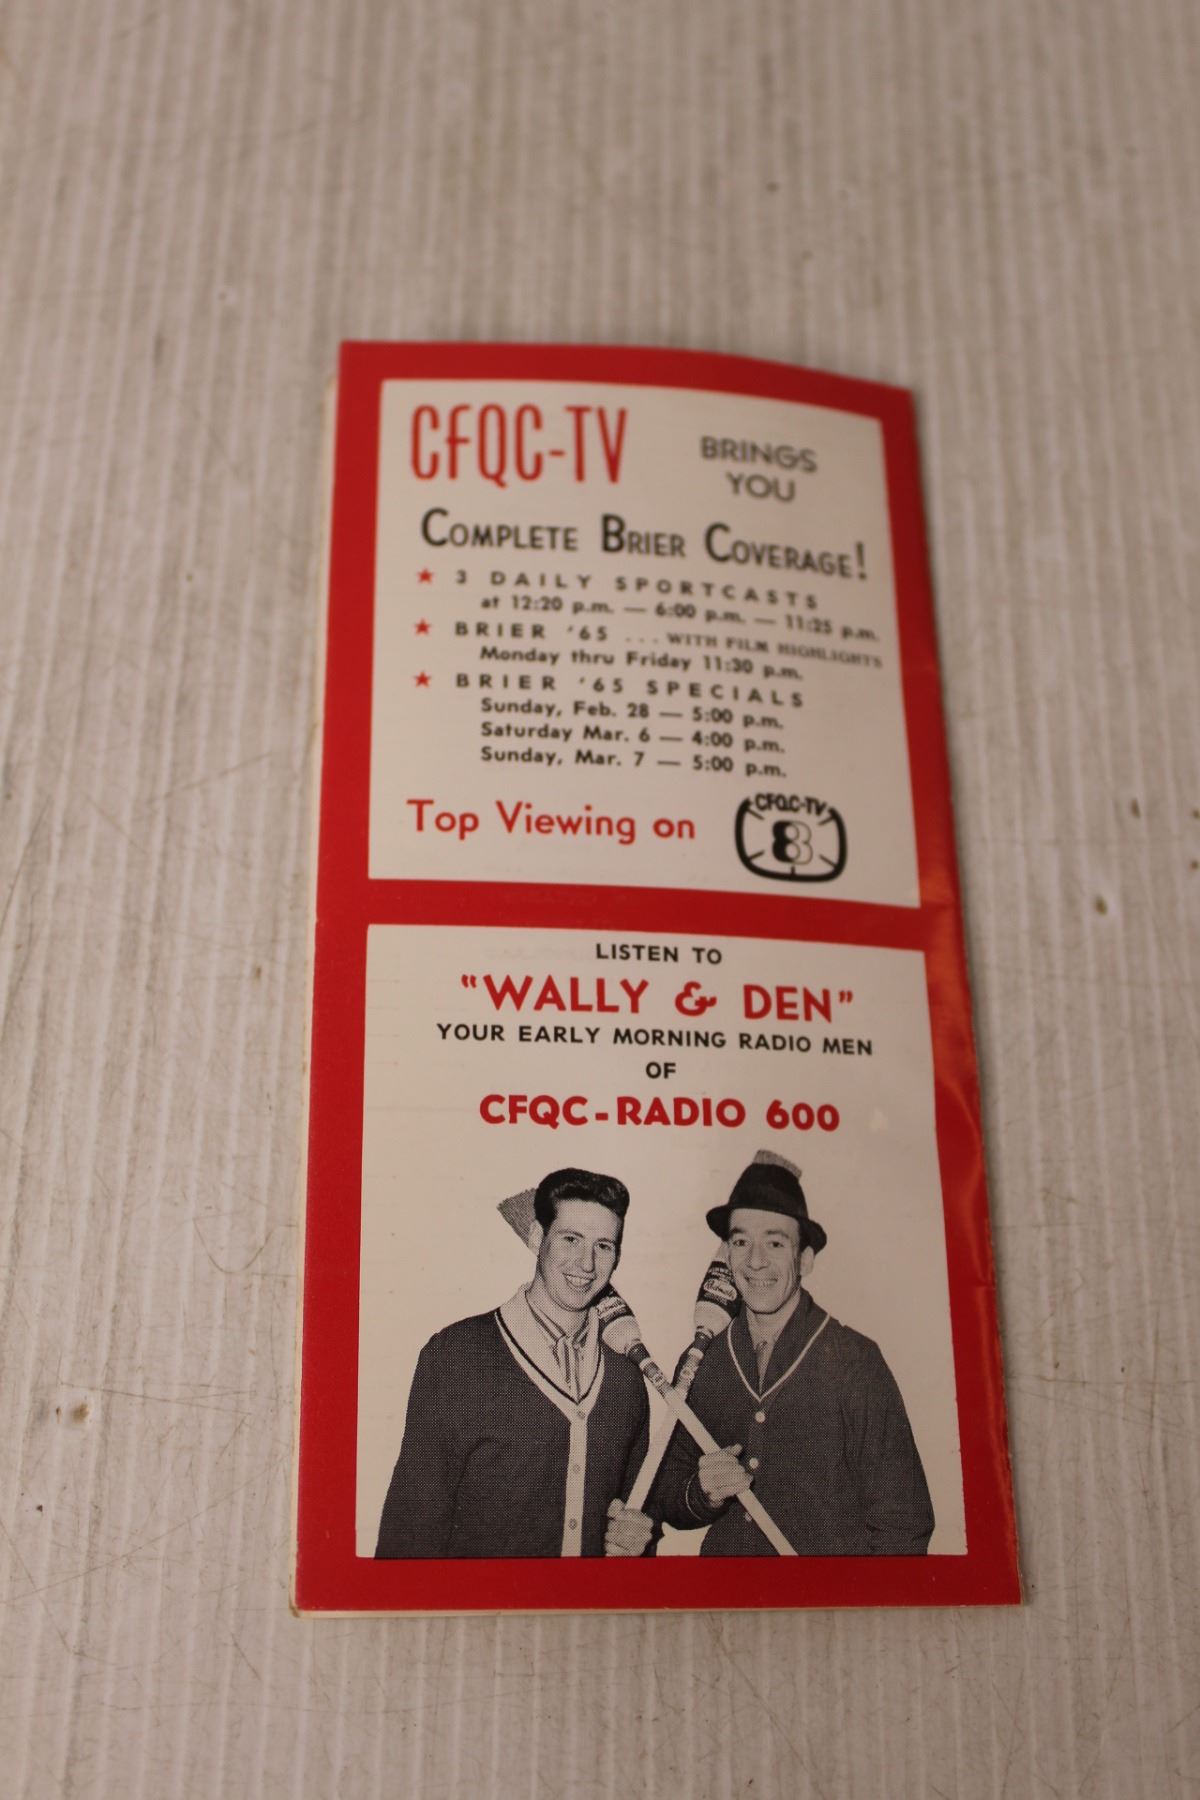 CFQC-TV BRINGS YOU
COMPLETE BRIER COVERAGE!
★ 3 DAILY SPORTCASTS
at 12:20 p.m. — 6:00 p.m. — 11:25 p.m.
★ BRIER '65 ... WITH FILM HIGHLIGHTS
Monday thru Friday 11:30 p.m.
★ BRIER '65 SPECIALS
Sunday, Feb. 28 — 5:00 p.m.
Saturday Mar. 6 — 4:00 p.m.
Sunday, Mar. 7 — 5:00 p.m.
Top Viewing on
CFQC-TV
8
LISTEN TO
"WALLY & DEN"
YOUR EARLY MORNING RADIO MEN
OF
CFQC-RADIO 600